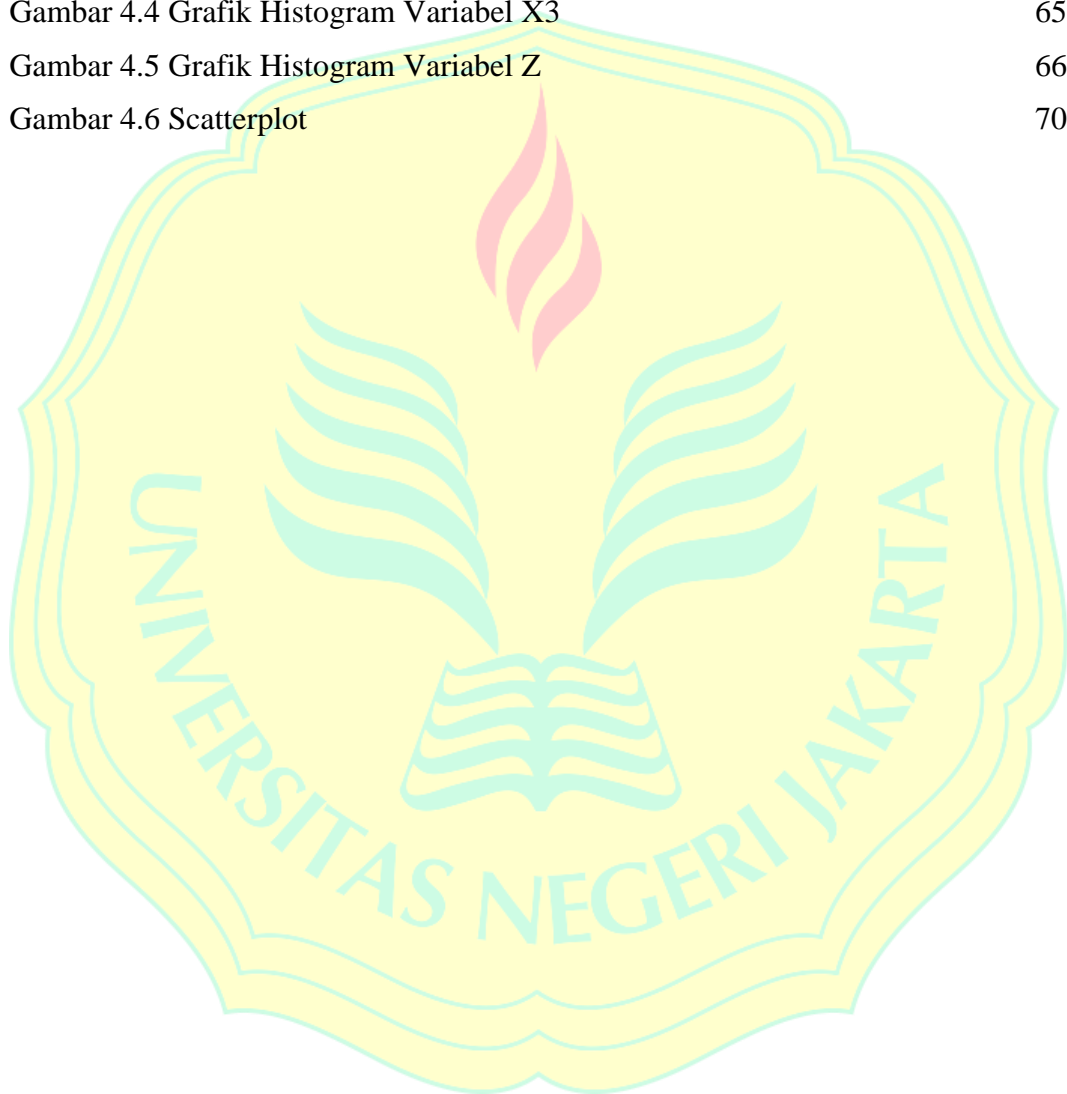 Gambar 4.4 Grafik Histogram Variabel X3 65
Gambar 4.5 Grafik Histogram Variabel Z 66
Gambar 4.6 Scatterplot 70
UNIVERSITAS NEGERI JAKARTA